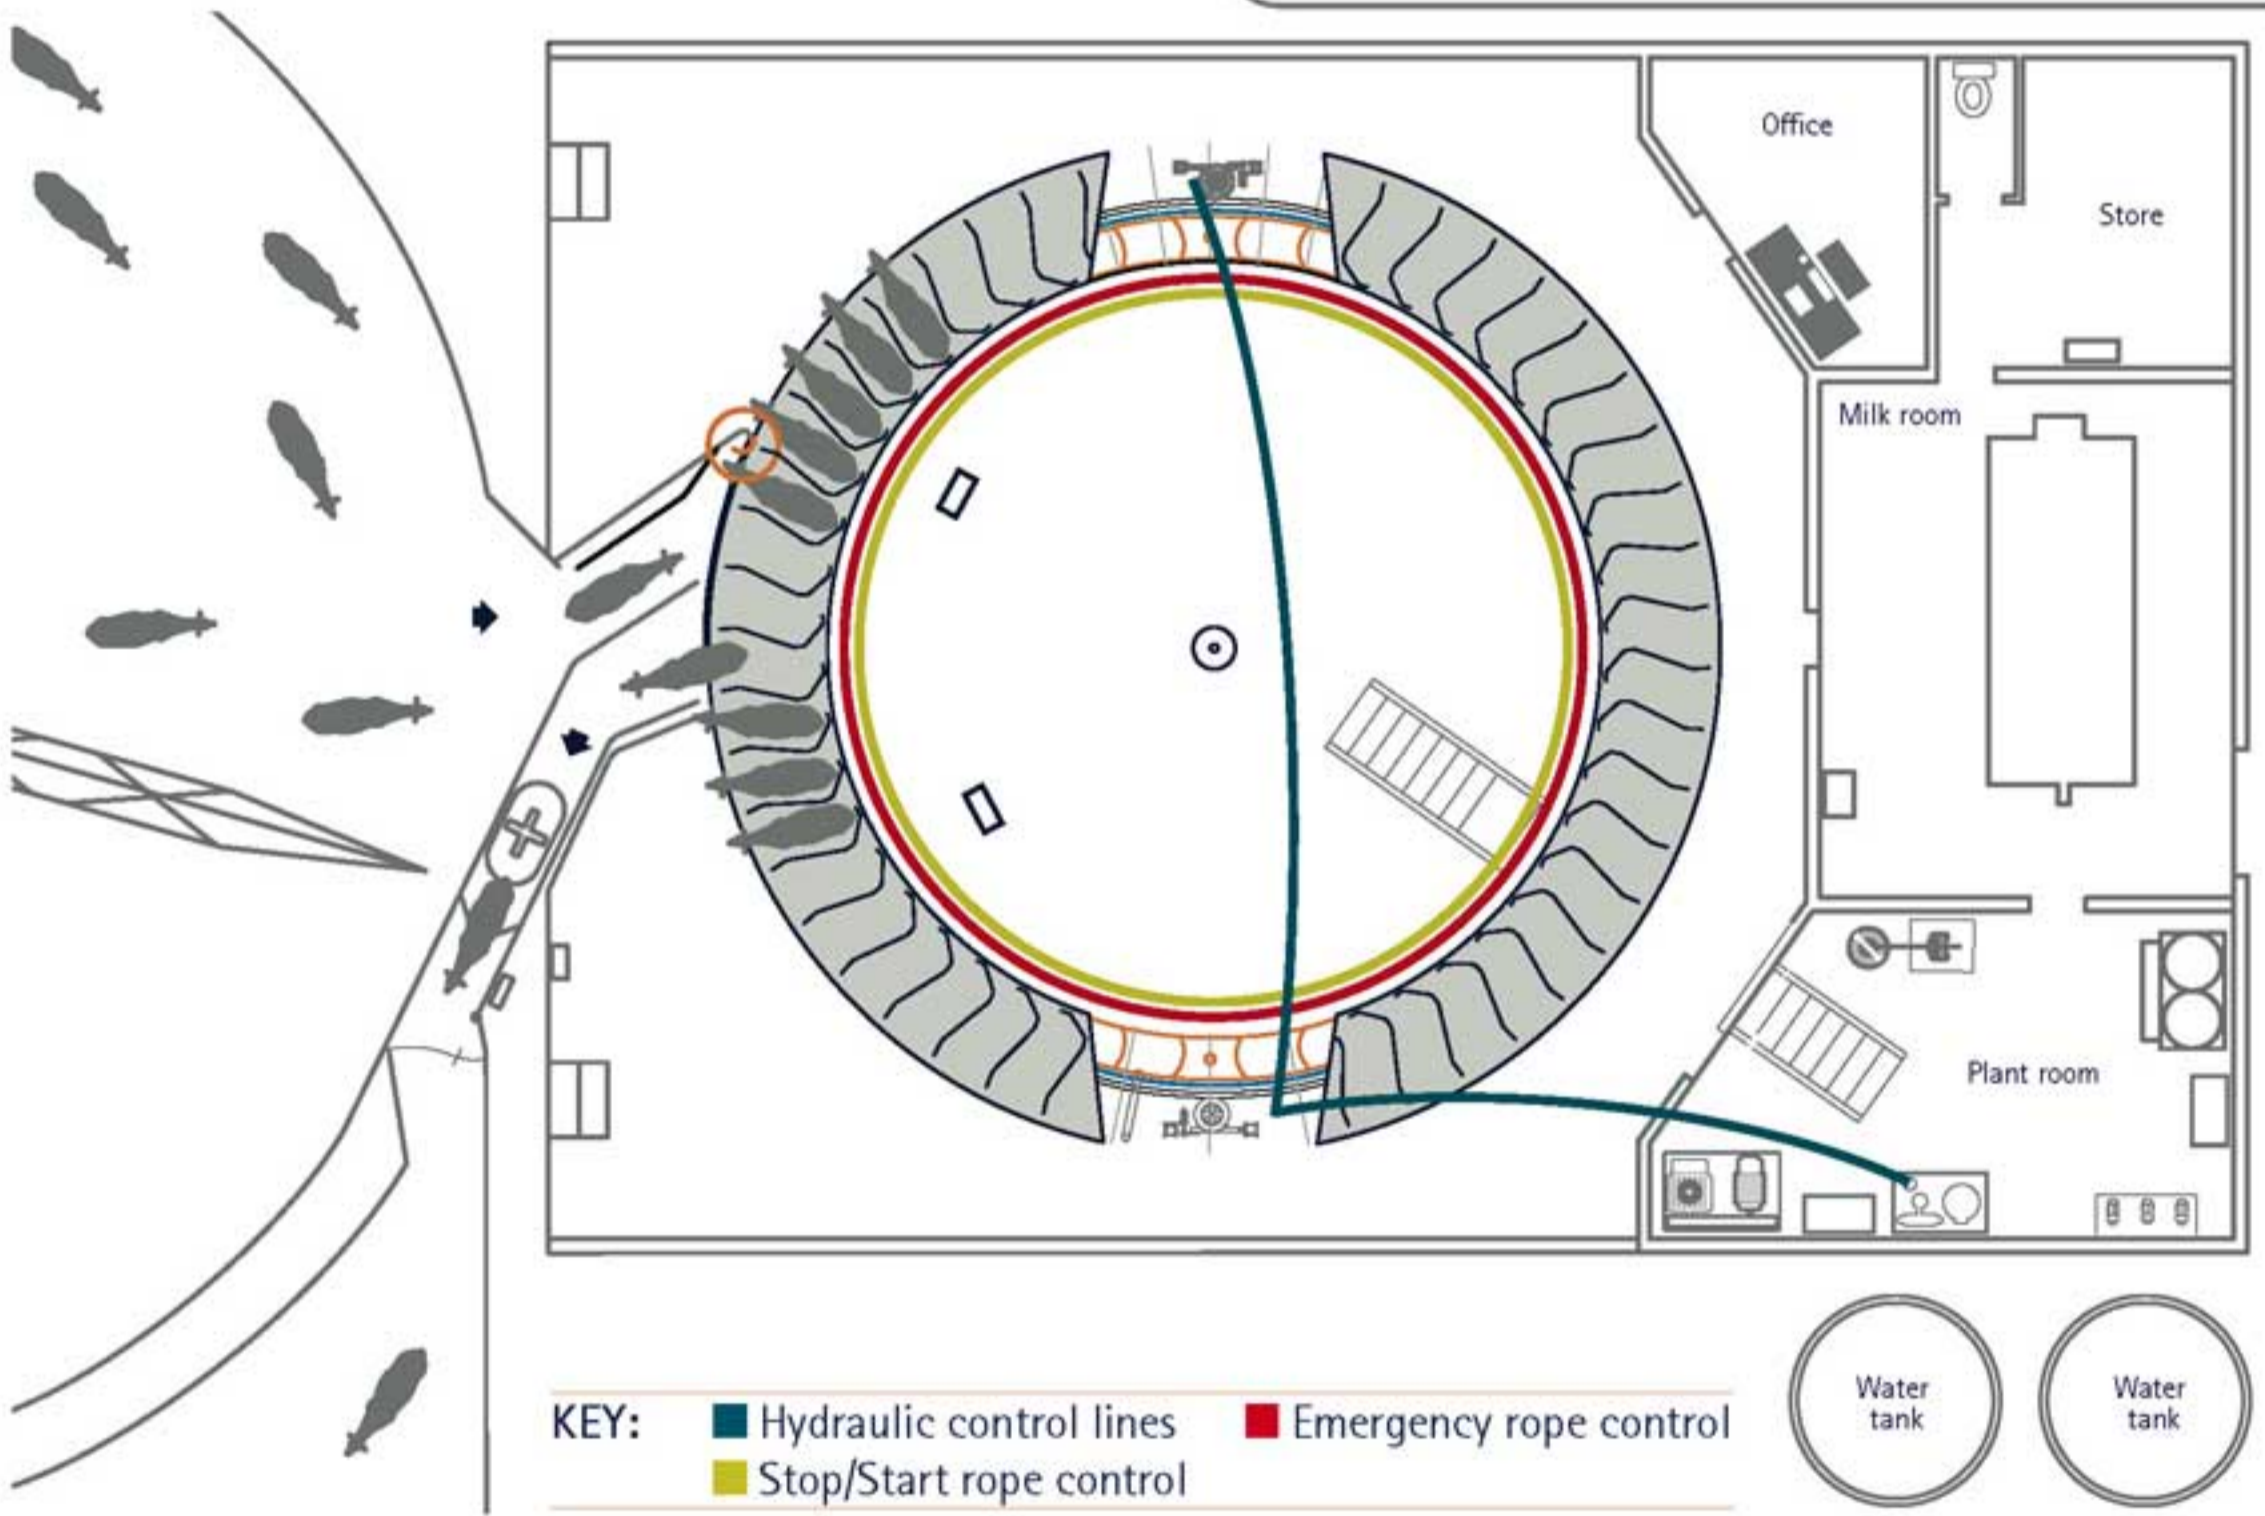 Office
Store
Milk room
Plant room
Water
tank
Water
tank
KEY:
Hydraulic control lines
Emergency rope control
Stop/Start rope control